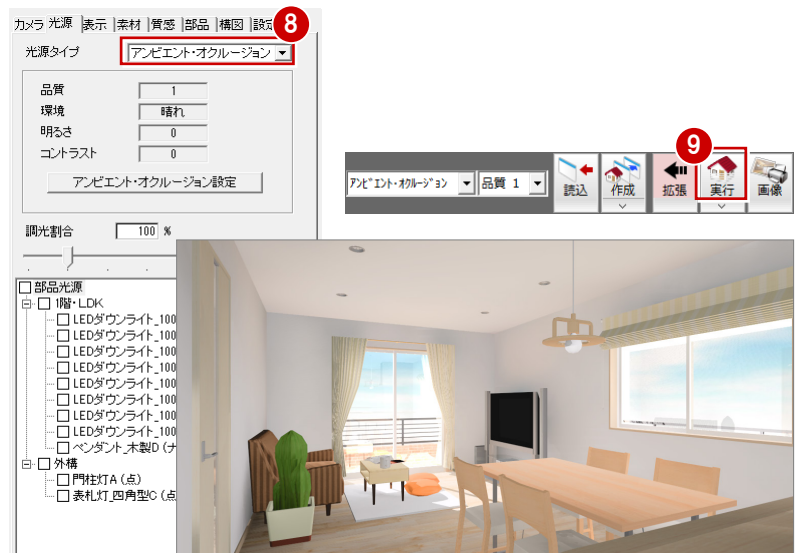 カメラ 光源 表示 素材 質感 部品 構図 設定
8
光源タイプ アンビエント・オクルージョン
品質 1
環境 晴れ
明るさ 0
コントラスト 0
アンビエント・オクルージョン設定
9
アンビエント・オクルージョン 品質 1 読込 作成 拡張 実行 画像
調光割合 100 %
部品光源
1階・LDK
LEDダウンライト_100
LEDダウンライト_100
LEDダウンライト_100
LEDダウンライト_100
LEDダウンライト_100
LEDダウンライト_100
LEDダウンライト_100
LEDダウンライト_100
ペンダント_木製D (ナ
外構
門柱灯A (点)
表札灯_四角型C (点